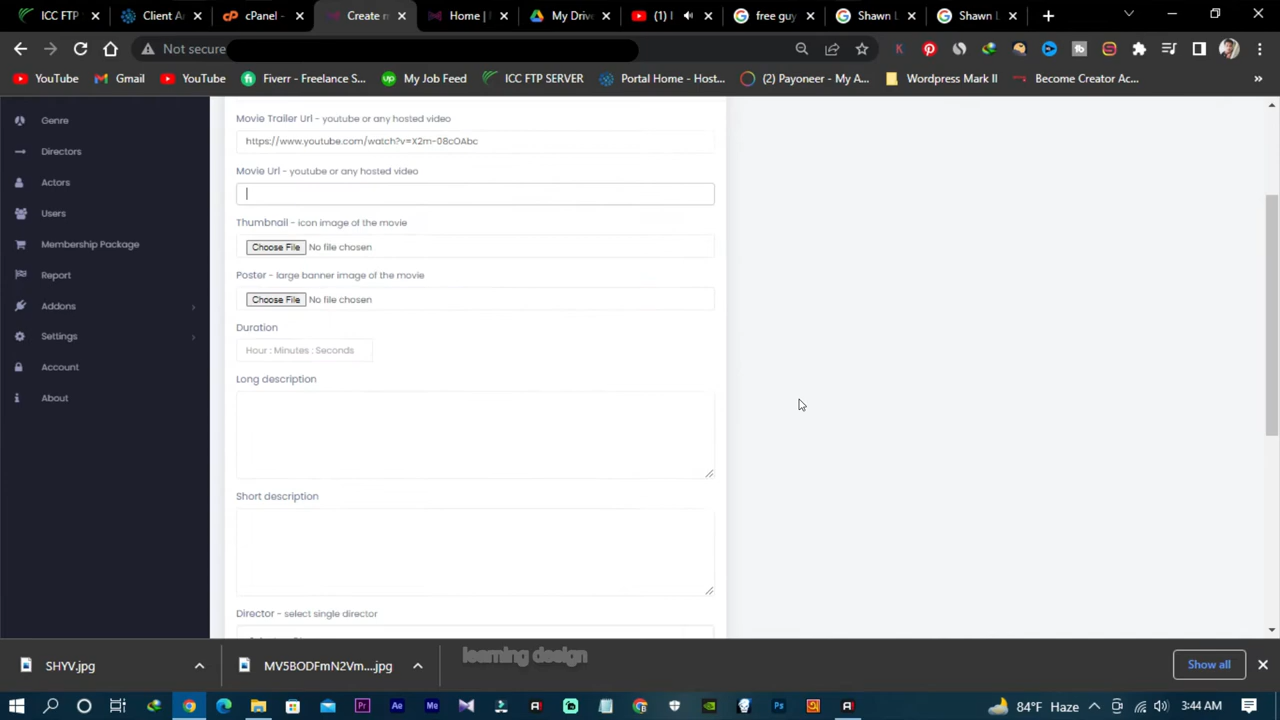 ICC FTP
Client Ar
cPanel -
Create m
Home |
My Drive
(1) I
free guy
Shawn L
Shawn L
Not secure
YouTube
Gmail
YouTube
Fiverr - Freelance S...
My Job Feed
ICC FTP SERVER
Portal Home - Host...
(2) Payoneer - My A...
Wordpress Mark II
Become Creator Ac...
Genre
Directors
Actors
Users
Membership Package
Report
Addons
Settings
Account
About
Movie Trailer Url - youtube or any hosted video
https://www.youtube.com/watch?v=X2m-08cOAbc
Movie Url - youtube or any hosted video
Thumbnail - icon image of the movie
Choose File No file chosen
Poster - large banner image of the movie
Choose File No file chosen
Duration
Hour : Minutes : Seconds
Long description
Short description
Director - select single director
SHYV.jpg
MV5BODFmN2Vm....jpg
learning design
Show all
84°F Haze
3:44 AM